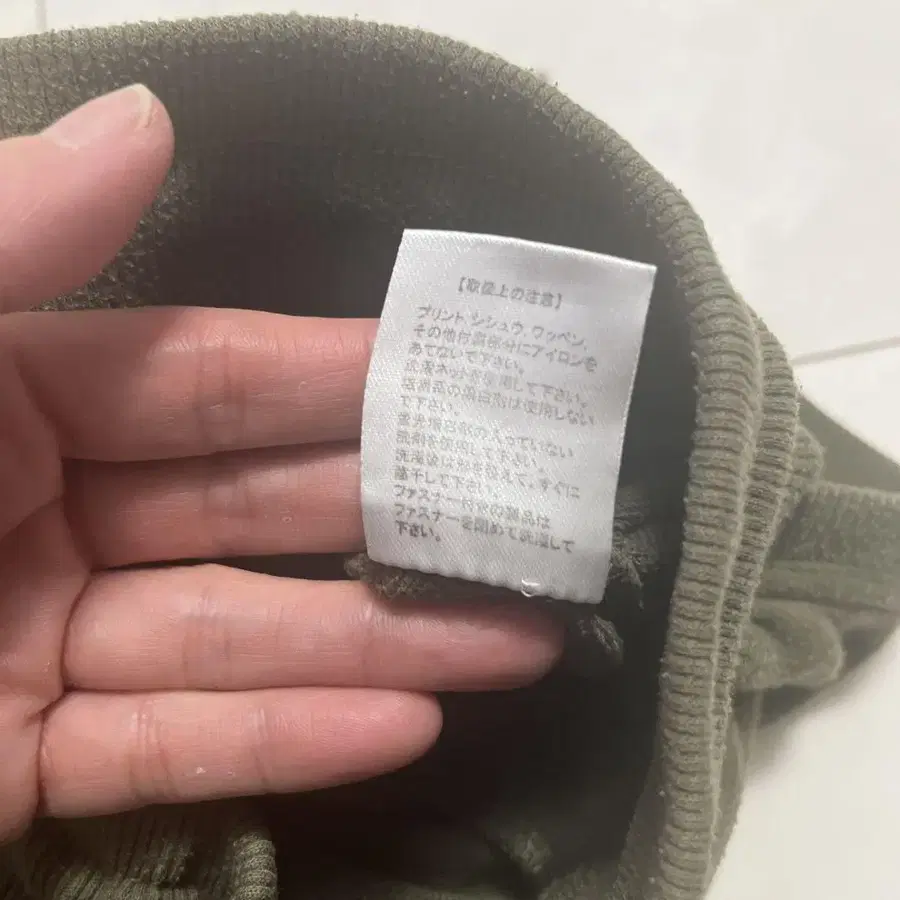 【取扱上の注意】
プリント シシュウ ワッペン、
その他付属部分にアイロンを
あてないで下さい。
洗濯ネットを使用して下さい。
塩素系の漂白剤は使用しない
で下さい。
蛍光増白部の入っていない
洗剤を使用して下さい。
洗濯後は形を整えて、すぐに
陰干して下さい。
ファスナー付合の製品は
ファスナーを閉めて洗濯して
下さい。